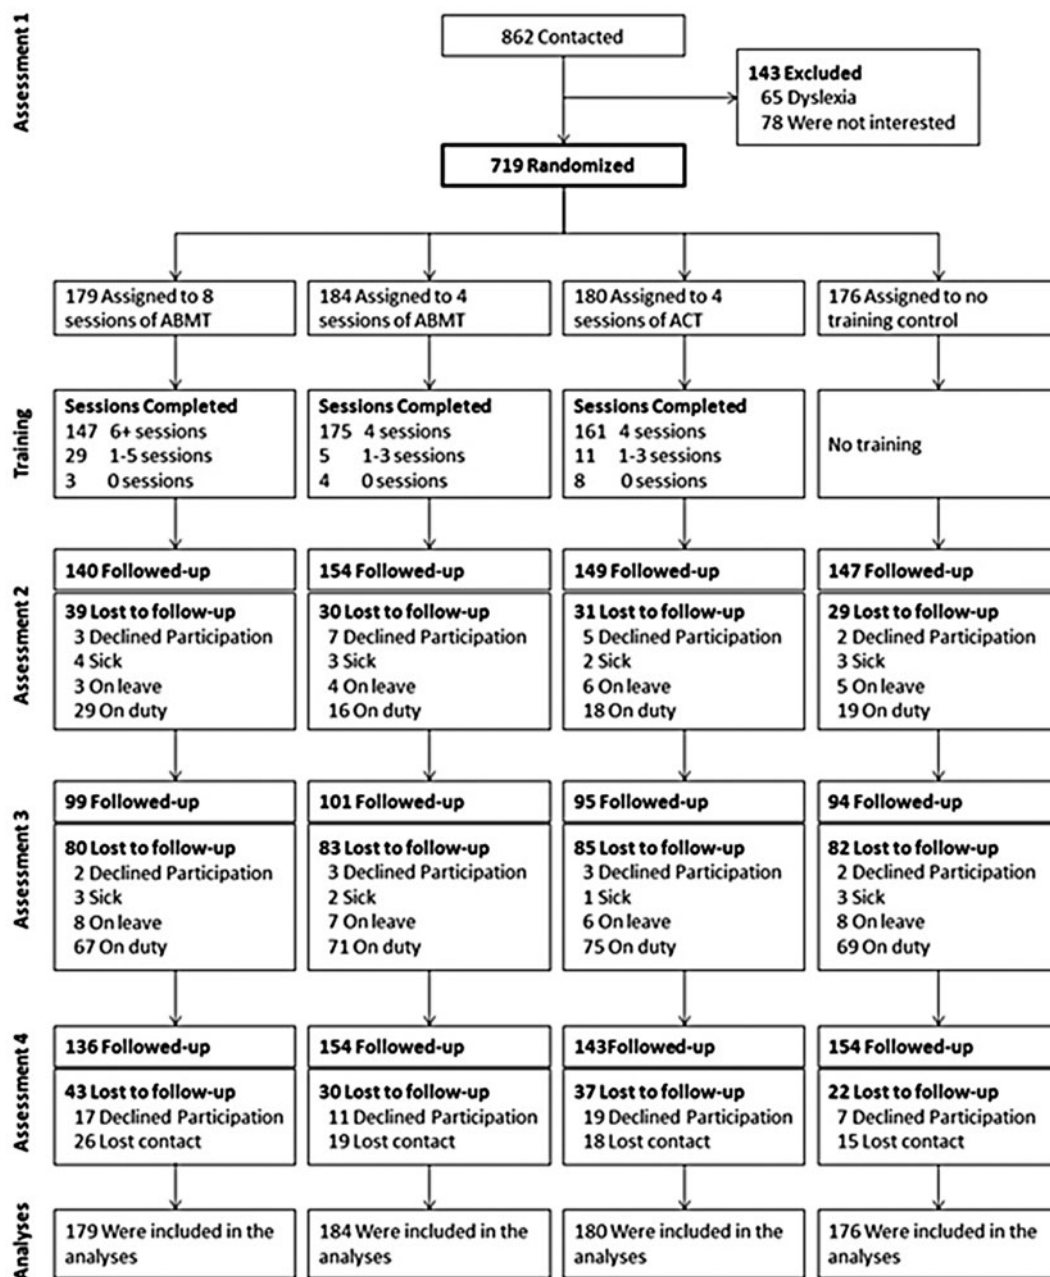 Assessment 1
862 Contacted
143 Excluded
65 Dyslexia
78 Were not interested
719 Randomized
179 Assigned to 8
sessions of ABMT
184 Assigned to 4
sessions of ABMT
180 Assigned to 4
sessions of ACT
176 Assigned to no
training control
Training
Sessions Completed
147 6+ sessions
29 1-5 sessions
3 0 sessions
Sessions Completed
175 4 sessions
5 1-3 sessions
4 0 sessions
Sessions Completed
161 4 sessions
11 1-3 sessions
8 0 sessions
No training
Assessment 2
140 Followed-up
39 Lost to follow-up
3 Declined Participation
4 Sick
3 On leave
29 On duty
154 Followed-up
30 Lost to follow-up
7 Declined Participation
3 Sick
4 On leave
16 On duty
149 Followed-up
31 Lost to follow-up
5 Declined Participation
2 Sick
6 On leave
18 On duty
147 Followed-up
29 Lost to follow-up
2 Declined Participation
3 Sick
5 On leave
19 On duty
Assessment 3
99 Followed-up
80 Lost to follow-up
2 Declined Participation
3 Sick
8 On leave
67 On duty
101 Followed-up
83 Lost to follow-up
3 Declined Participation
2 Sick
7 On leave
71 On duty
95 Followed-up
85 Lost to follow-up
3 Declined Participation
1 Sick
6 On leave
75 On duty
94 Followed-up
82 Lost to follow-up
2 Declined Participation
3 Sick
8 On leave
69 On duty
Assessment 4
136 Followed-up
43 Lost to follow-up
17 Declined Participation
26 Lost contact
154 Followed-up
30 Lost to follow-up
11 Declined Participation
19 Lost contact
143Followed-up
37 Lost to follow-up
19 Declined Participation
18 Lost contact
154 Followed-up
22 Lost to follow-up
7 Declined Participation
15 Lost contact
Analyses
179 Were included in the
analyses
184 Were included in the
analyses
180 Were included in the
analyses
176 Were included in the
analyses